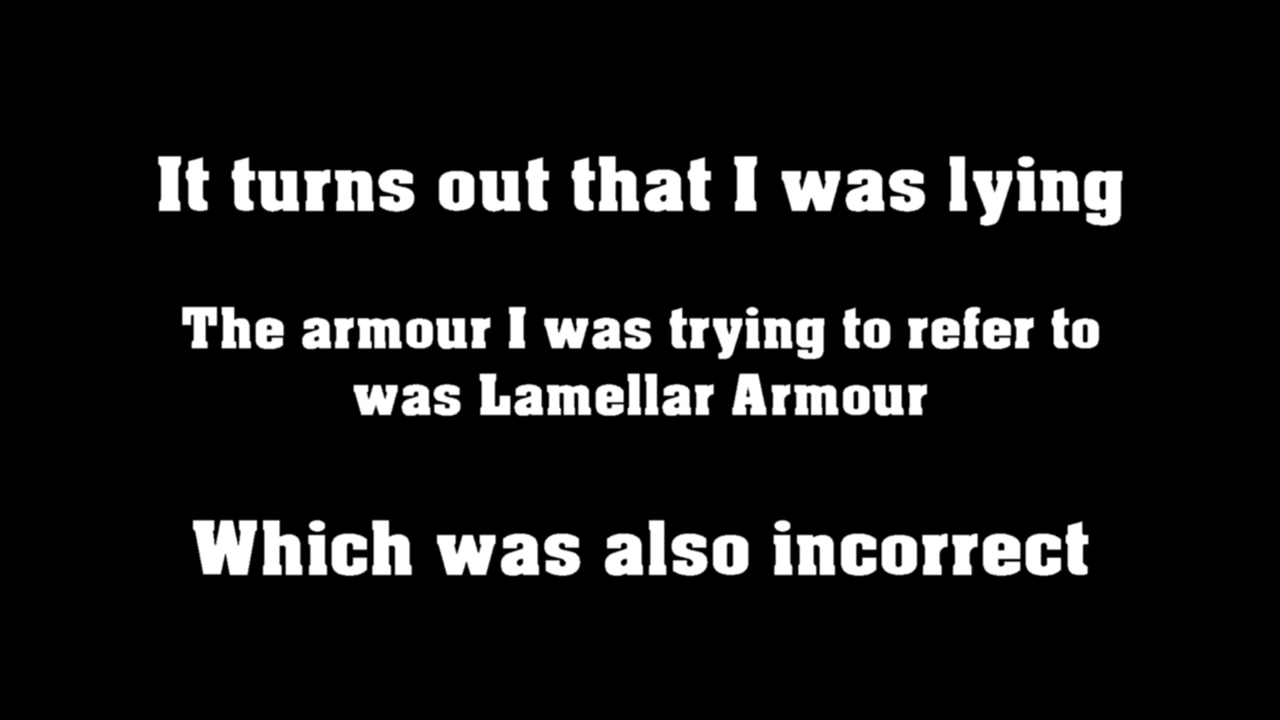 It turns out that I was lying
The armour I was trying to refer to
was Lamellar Armour
Which was also incorrect